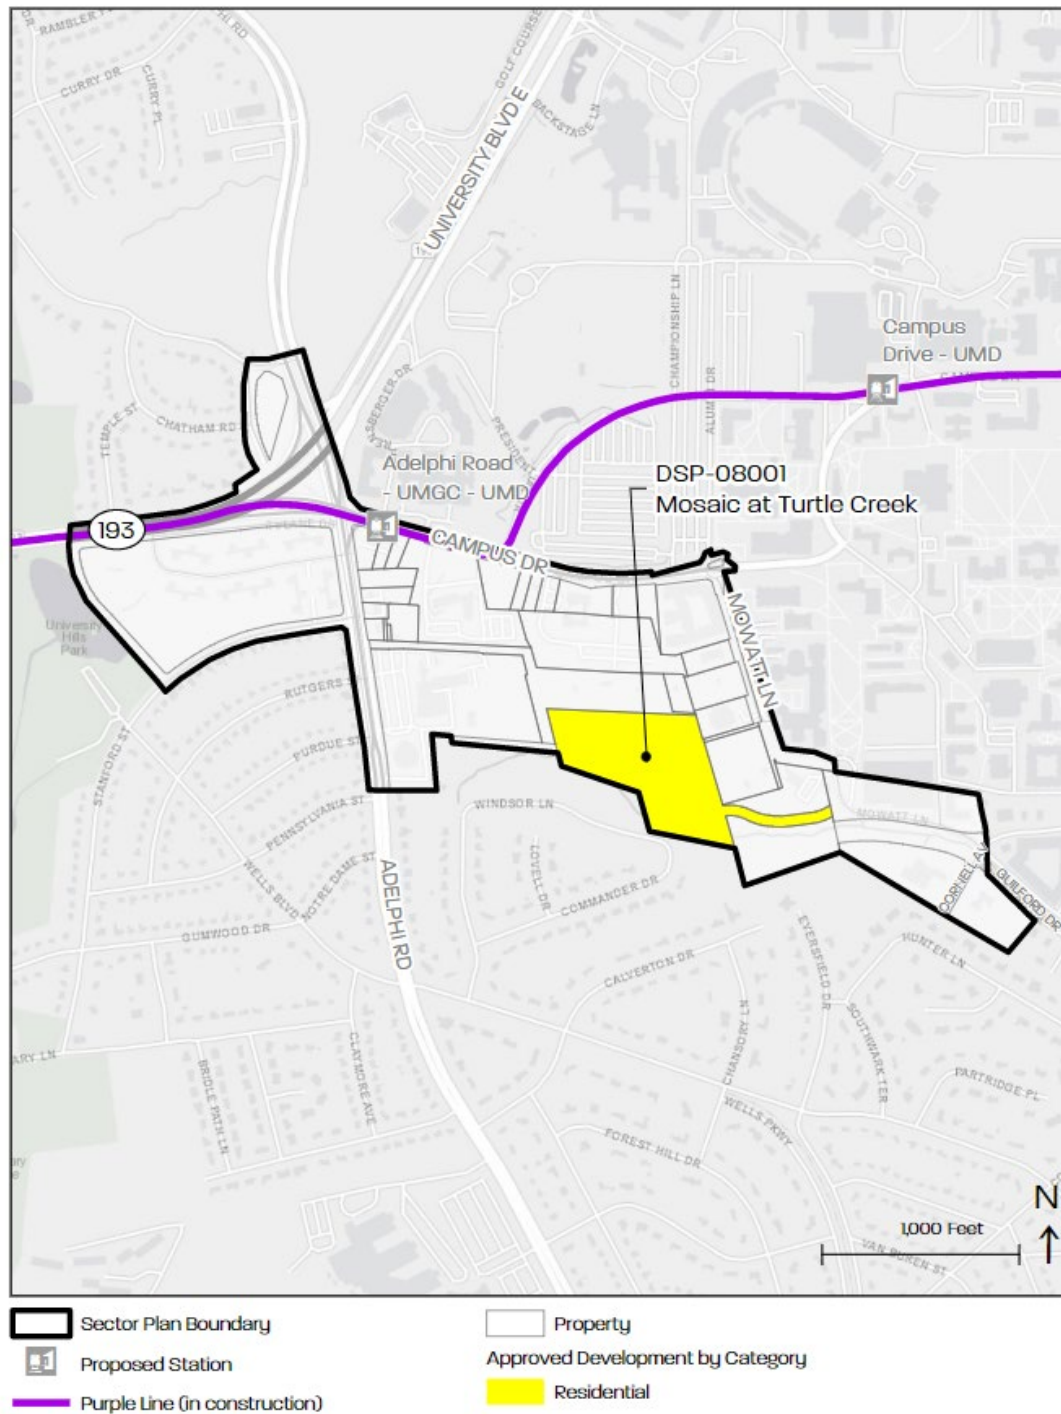 RAMBLER
DR
HI RD
CURRY DR
CURRY PL
GOLF COURSE
BACKSTAGE LN
UNIVERSITY BLVD E
CHAMPIONSHIP LN
Campus
Drive - UMD
TEMPLE ST
CHATHAM RD
PRESIDENT
Adelphi Road
- UMGC - UMD
DSP-08001
Mosaic at Turtle Creek
193
CAMPUS DR
MOWATT LN
University
Hills
Park
RUTGERS S
STANFORD ST
PURDUE ST
PENNSYLVANIA ST
WINDSOR LN
MOWATT LN
WELLS BLVD
NOTRE DAME ST
LOVELL DR
COMMANDER DR
CORNELL AV
GUILFORD DR
GUMWOOD DR
ADELPHI RD
CALVERTON DR
EVERSFIELD DR
HUNTER LN
ARY LN
BRIDLE PATH LN
CLAYMORE AVE
CHANSORY LN
SOUTHWARK TER
PARTRIDGE PL
WELLS PKWY
FOREST HILL DR
N
1,000 Feet
VAN BUREN ST
Sector Plan Boundary
Property
Proposed Station
Approved Development by Category
Purple Line (in construction)
Residential